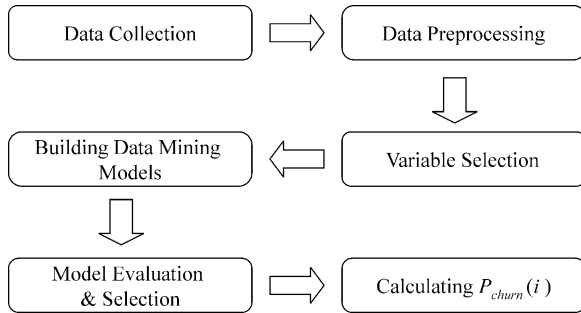 Data Collection
Data Preprocessing
Variable Selection
Building Data Mining
Models
Model Evaluation
& Selection
Calculating P_churn(i)